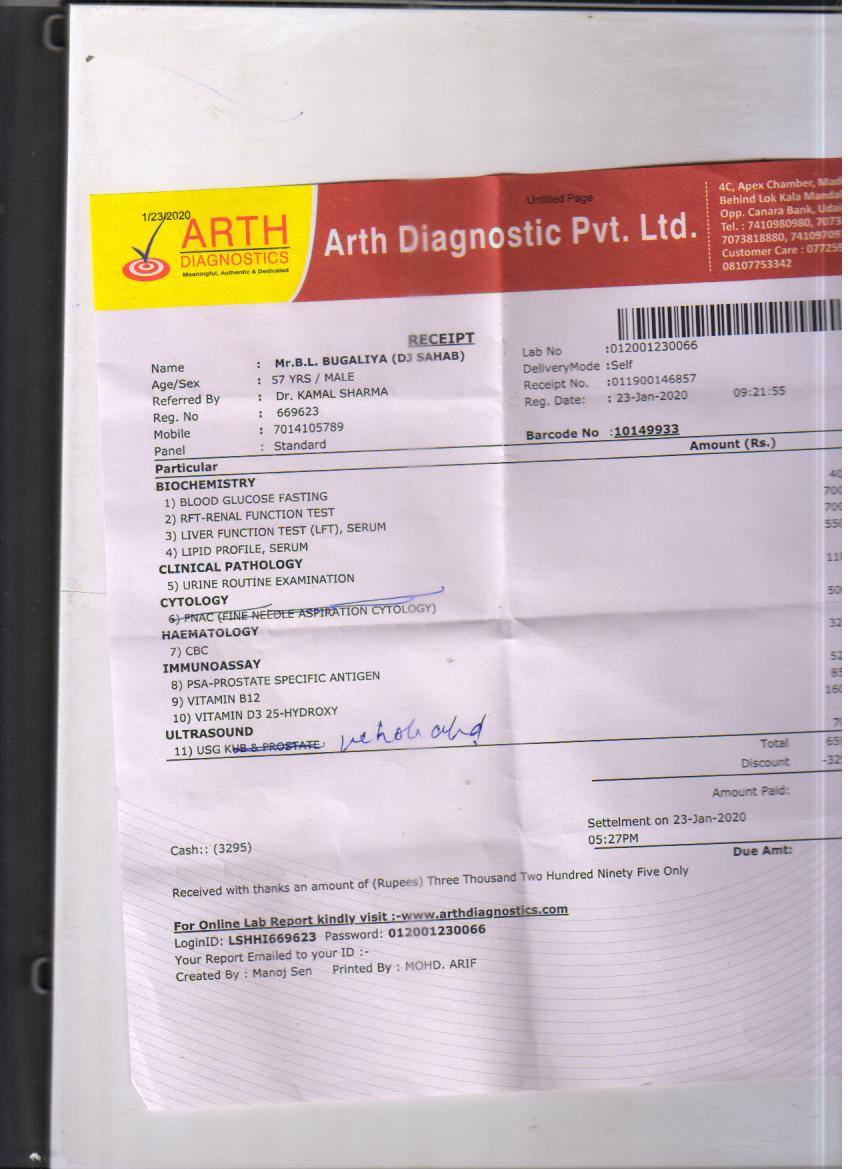 1/23/2020
Untitled Page
ARTH
DIAGNOSTICS
Meaningful, Authentic & Dedicated
Arth Diagnostic Pvt. Ltd.
4C, Apex Chamber,
Behind Lok Kala
Opp. Canara Bank,
Tel. : 7410980980,
7073818880,
Customer Care :
08107753342
RECEIPT
Name : Mr.B.L. BUGALIYA (DJ SAHAB)
Age/Sex : 57 YRS / MALE
Referred By : Dr. KAMAL SHARMA
Reg. No : 669623
Mobile : 7014105789
Panel : Standard
Lab No :012001230066
DeliveryMode :Self
Receipt No. :011900146857
Reg. Date: : 23-Jan-2020 09:21:55
Barcode No :10149933
Particular Amount (Rs.)
BIOCHEMISTRY
1) BLOOD GLUCOSE FASTING
2) RFT-RENAL FUNCTION TEST
3) LIVER FUNCTION TEST (LFT), SERUM
4) LIPID PROFILE, SERUM
CLINICAL PATHOLOGY
5) URINE ROUTINE EXAMINATION
CYTOLOGY
6) FNAC (FINE NEEDLE ASPIRATION CYTOLOGY)
HAEMATOLOGY
7) CBC
IMMUNOASSAY
8) PSA-PROSTATE SPECIFIC ANTIGEN
9) VITAMIN B12
10) VITAMIN D3 25-HYDROXY
ULTRASOUND
11) USG KUB & PROSTATE
Total
Discount
Amount Paid:
Settelment on 23-Jan-2020
05:27PM
Due Amt:
Cash:: (3295)
Received with thanks an amount of (Rupees) Three Thousand Two Hundred Ninety Five Only
For Online Lab Report kindly visit :-www.arthdiagnostics.com
LoginID: LSHHI669623 Password: 012001230066
Your Report Emailed to your ID :-
Created By : Manoj Sen Printed By : MOHD. ARIF